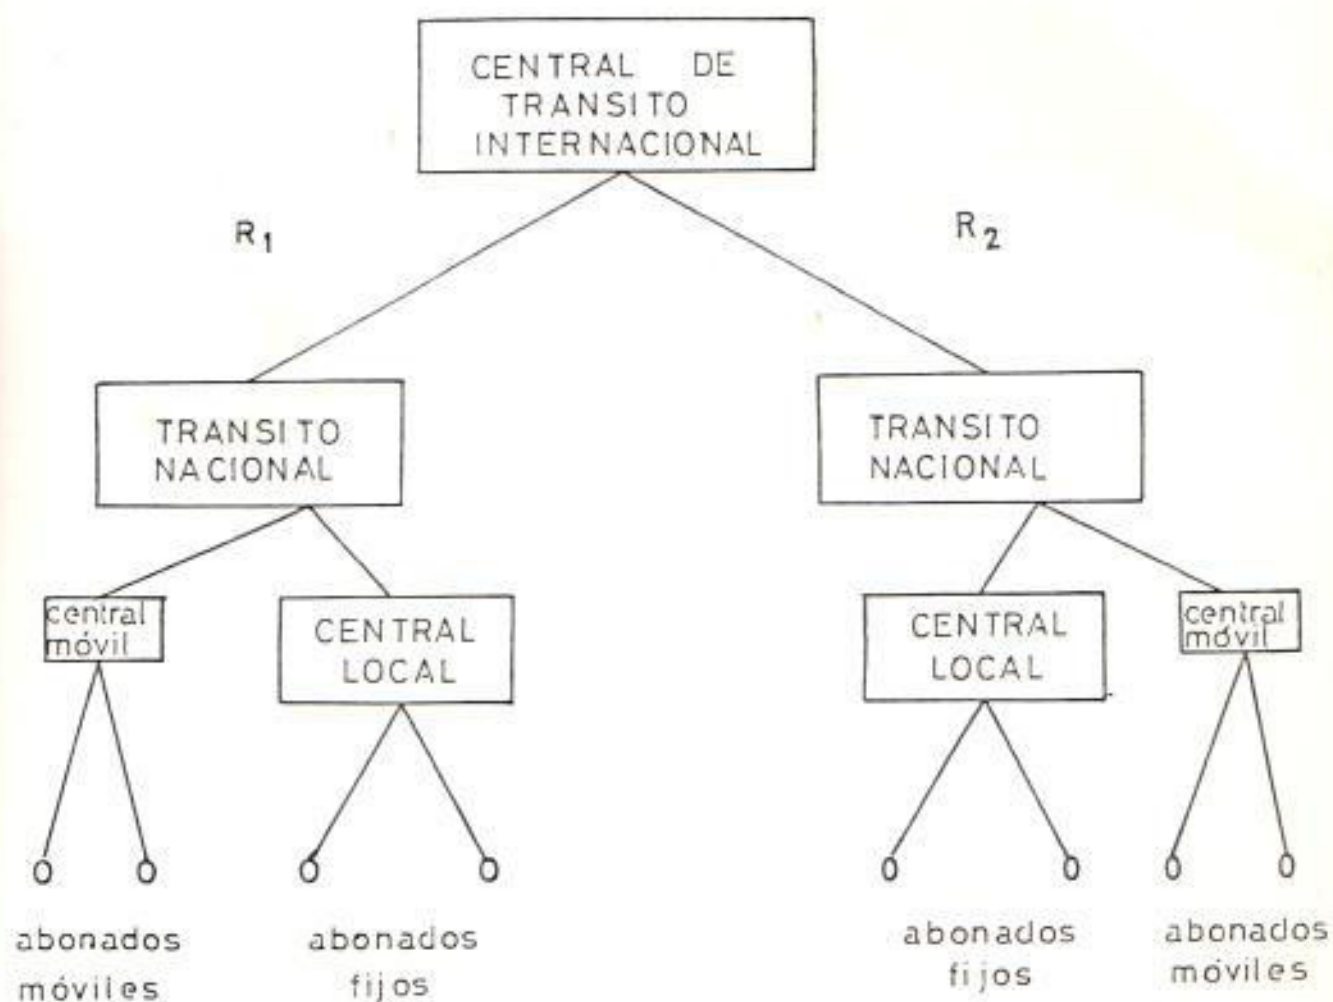 CENTRAL DE
TRANSITO
INTERNACIONAL
R1
R2
TRANSITO
NACIONAL
TRANSITO
NACIONAL
central
móvil
CENTRAL
LOCAL
CENTRAL
LOCAL
central
móvil
O O O O O O O O
abonados
móviles
abonados
fijos
abonados
fijos
abonados
móviles